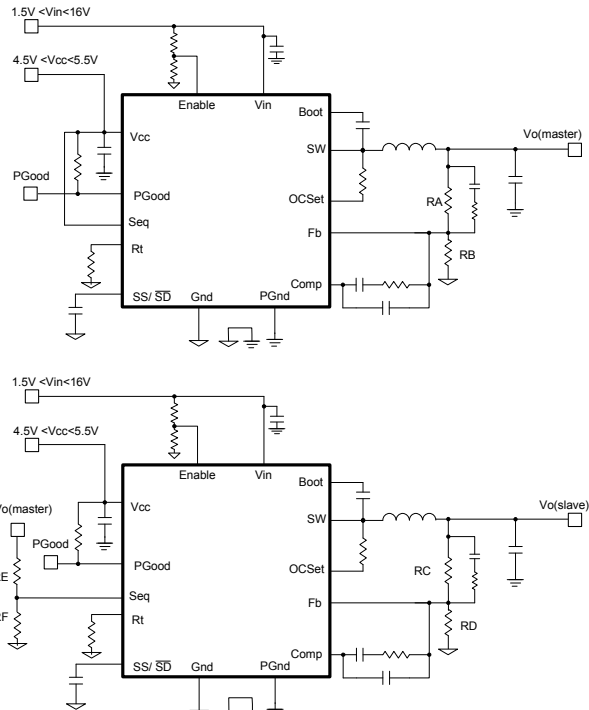 1.5V <Vin<16V
4.5V <Vcc<5.5V
Enable
Vin
Boot
Vcc
SW
Vo(master)
PGood
PGood
OCSet
RA
Seq
Fb
RB
Rt
Comp
SS/ SD
Gnd
PGnd
1.5V <Vin<16V
4.5V <Vcc<5.5V
Enable
Vin
Boot
Vcc
SW
Vo(slave)
Vo(master)
PGood
PGood
OCSet
RC
RE
Seq
Fb
RF
Rt
RD
Comp
SS/ SD
Gnd
PGnd